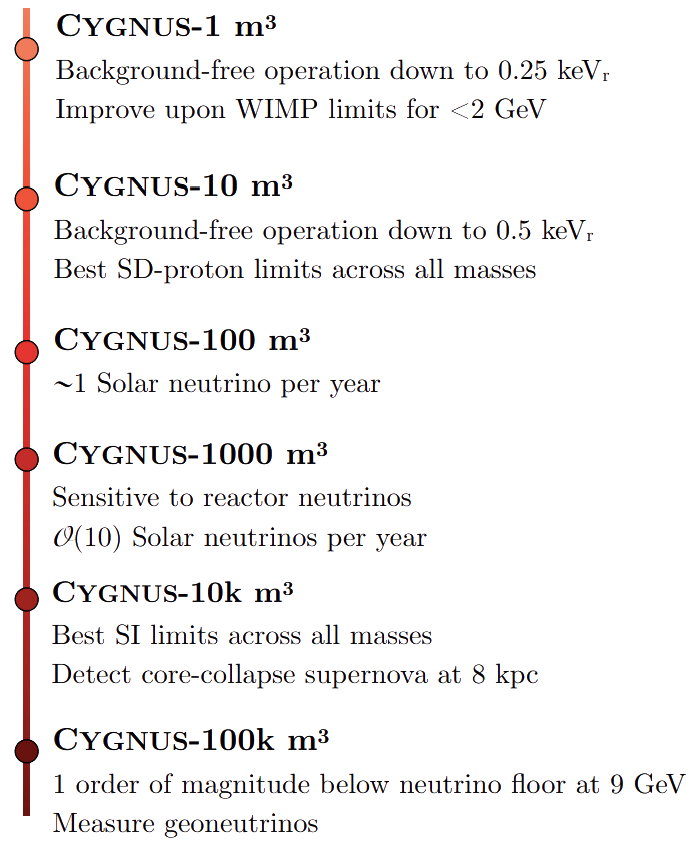 CYGNUS-1 m³
Background-free operation down to 0.25 keVᵣ
Improve upon WIMP limits for <2 GeV
CYGNUS-10 m³
Background-free operation down to 0.5 keVᵣ
Best SD-proton limits across all masses
CYGNUS-100 m³
~1 Solar neutrino per year
CYGNUS-1000 m³
Sensitive to reactor neutrinos
𝒪(10) Solar neutrinos per year
CYGNUS-10k m³
Best SI limits across all masses
Detect core-collapse supernova at 8 kpc
CYGNUS-100k m³
1 order of magnitude below neutrino floor at 9 GeV
Measure geoneutrinos